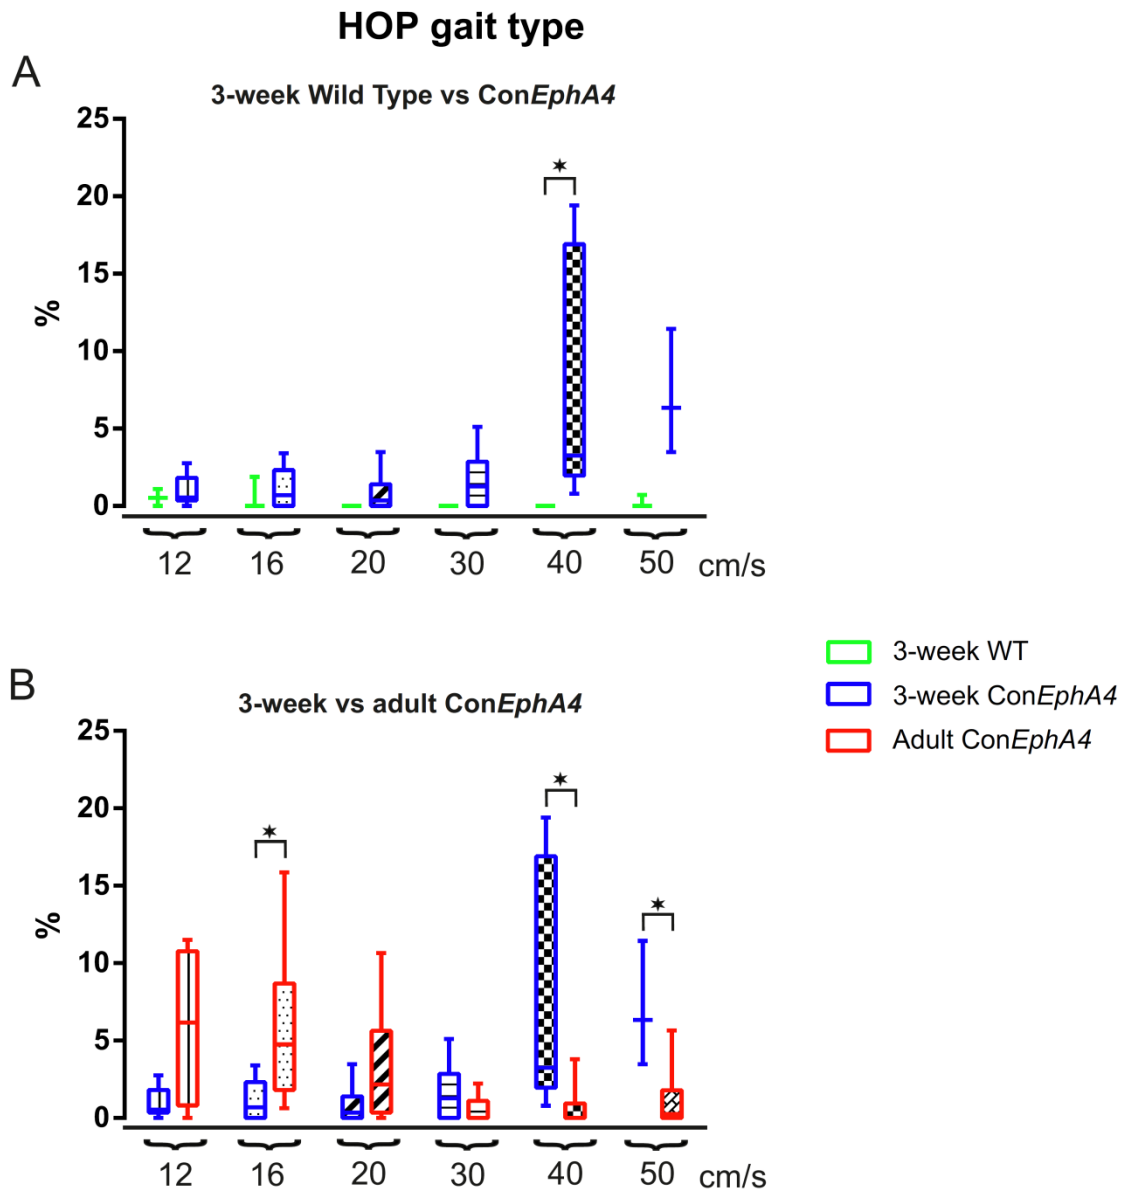 HOP gait type
A
3-week Wild Type vs ConEphA4
25
20
15
10
5
0
%
★
12 16 20 30 40 50 cm/s
B
3-week vs adult ConEphA4
25
20
15
10
5
0
%
★
★
★
12 16 20 30 40 50 cm/s
3-week WT
3-week ConEphA4
Adult ConEphA4